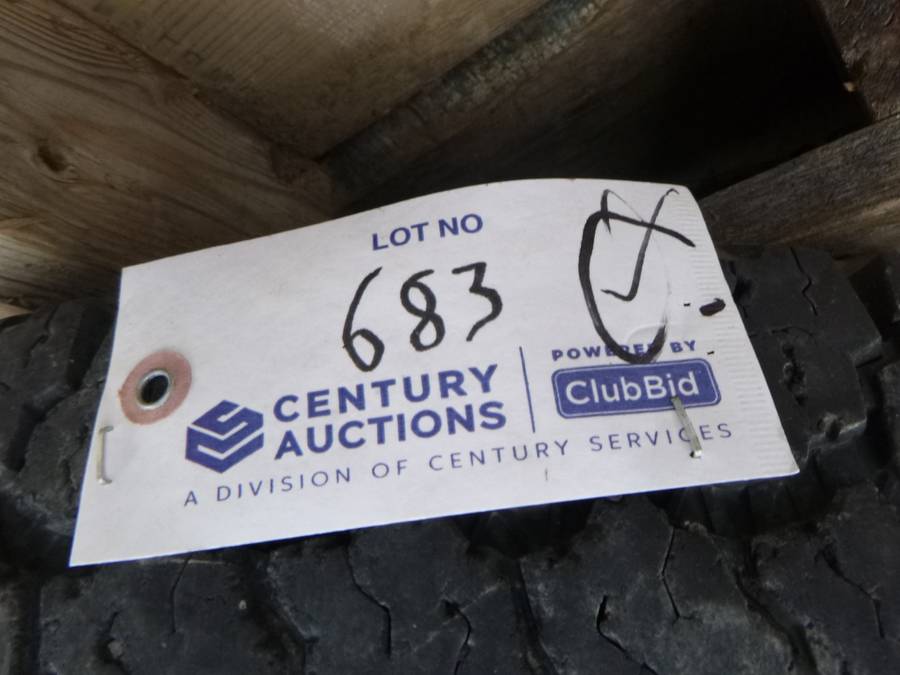 LOT NO
683
CENTURY
AUCTIONS
POWERED BY
ClubBid
A DIVISION OF CENTURY SERVICES